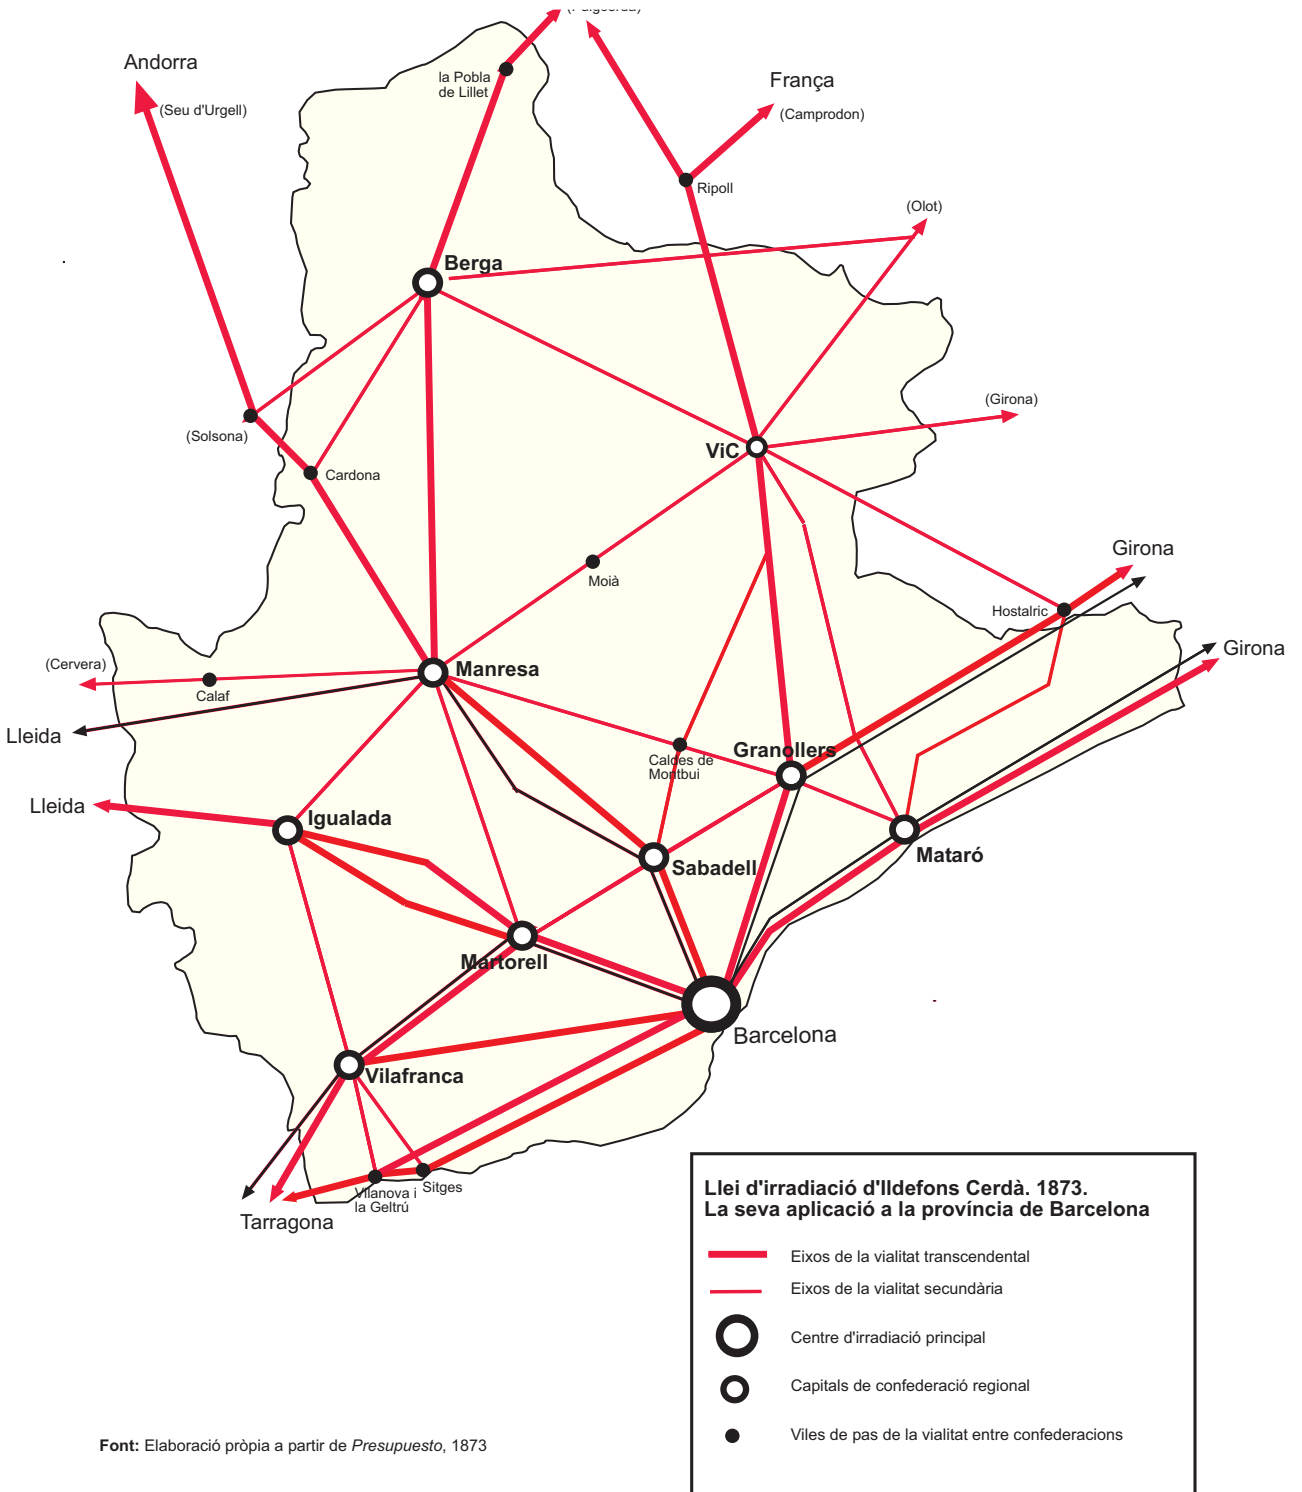 Andorra
(Seu d'Urgell)
la Pobla
de Lillet
França
(Camprodon)
Ripoll
(Olot)
Berga
(Girona)
(Solsona)
Cardona
ViC
Moià
Girona
Hostalric
(Cervera)
Calaf
Manresa
Girona
Lleida
Caldes de
Montbui
Granollers
Lleida
Igualada
Sabadell
Mataró
Martorell
Barcelona
Vilafranca
Vilanova i
la Geltrú
Sitges
Tarragona
Llei d'irradiació d'Ildefons Cerdà. 1873.
La seva aplicació a la província de Barcelona
Eixos de la vialitat transcendental
Eixos de la vialitat secundària
Centre d'irradiació principal
Capitals de confederació regional
Viles de pas de la vialitat entre confederacions
Font: Elaboració pròpia a partir de Presupuesto, 1873